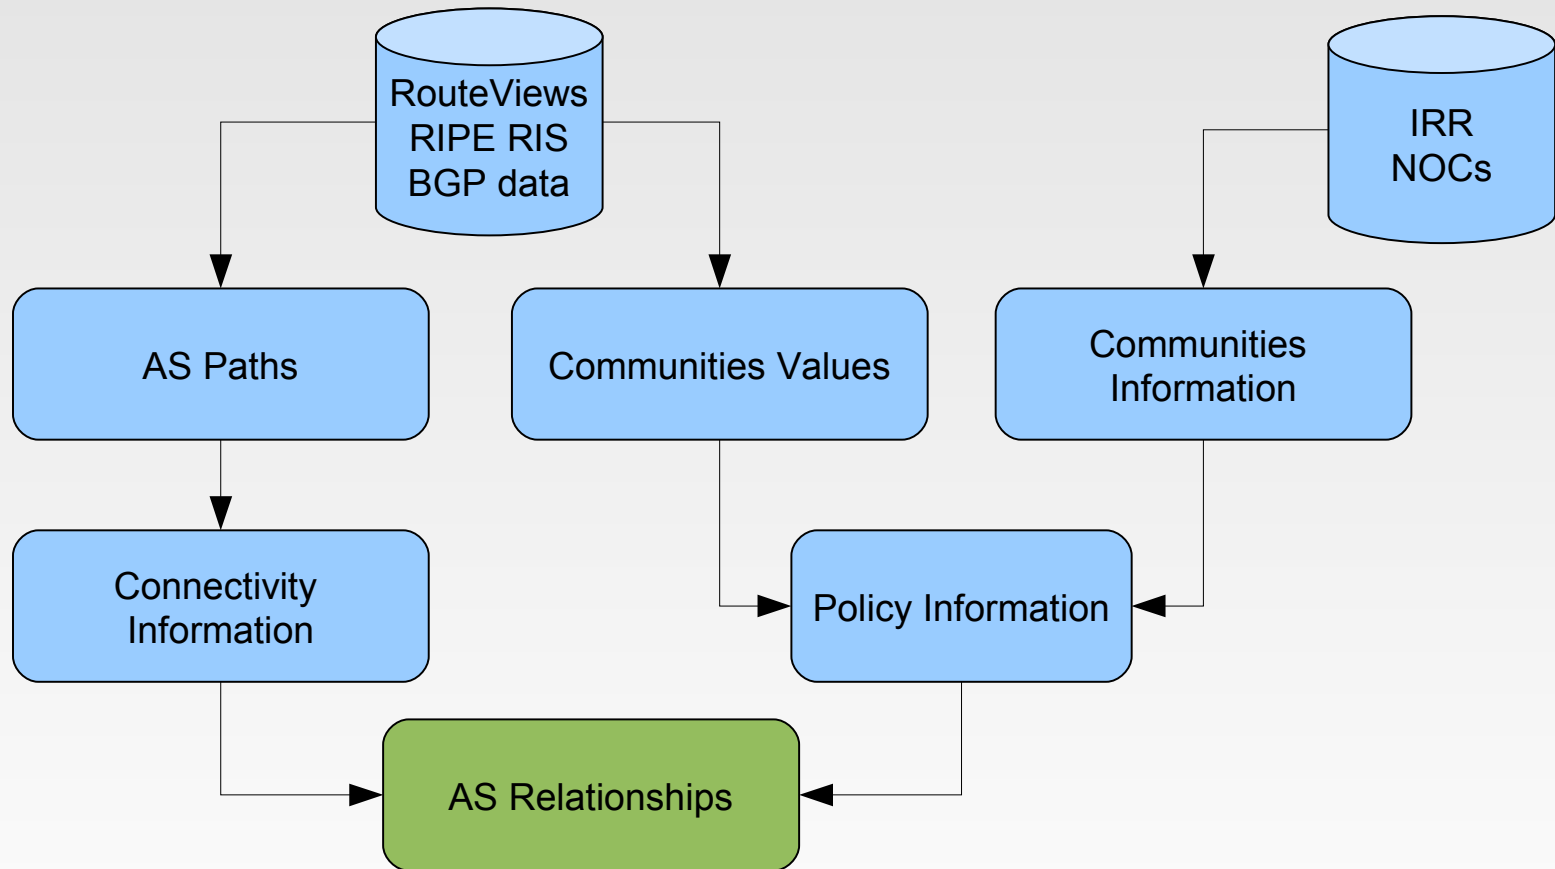 RouteViews
RIPE RIS
BGP data
IRR
NOCs
AS Paths
Communities Values
Communities
Information
Connectivity
Information
Policy Information
AS Relationships